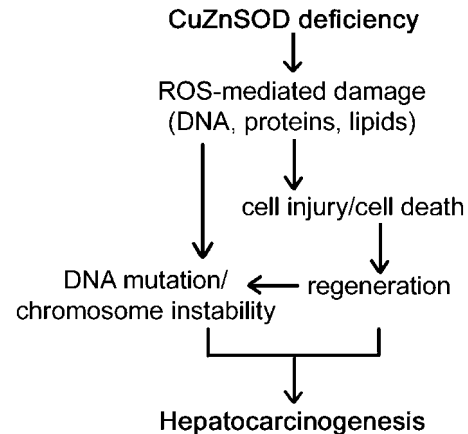 CuZnSOD deficiency
ROS-mediated damage
(DNA, proteins, lipids)
cell injury/cell death
DNA mutation/
chromosome instability
regeneration
Hepatocarcinogenesis